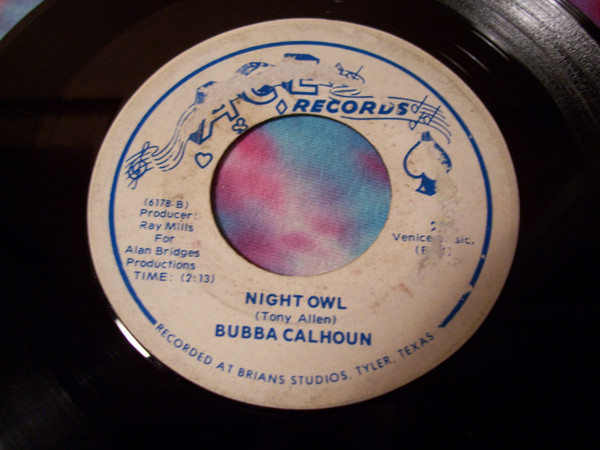 ACE
RECORDS
(6178-B)
Producer:
Ray Mills
For
Alan Bridges
Productions
TIME: (2:13)
Venice
NIGHT OWL
(Tony Allen)
BUBBA CALHOUN
RECORDED AT BRIANS STUDIOS, TYLER, TEXAS